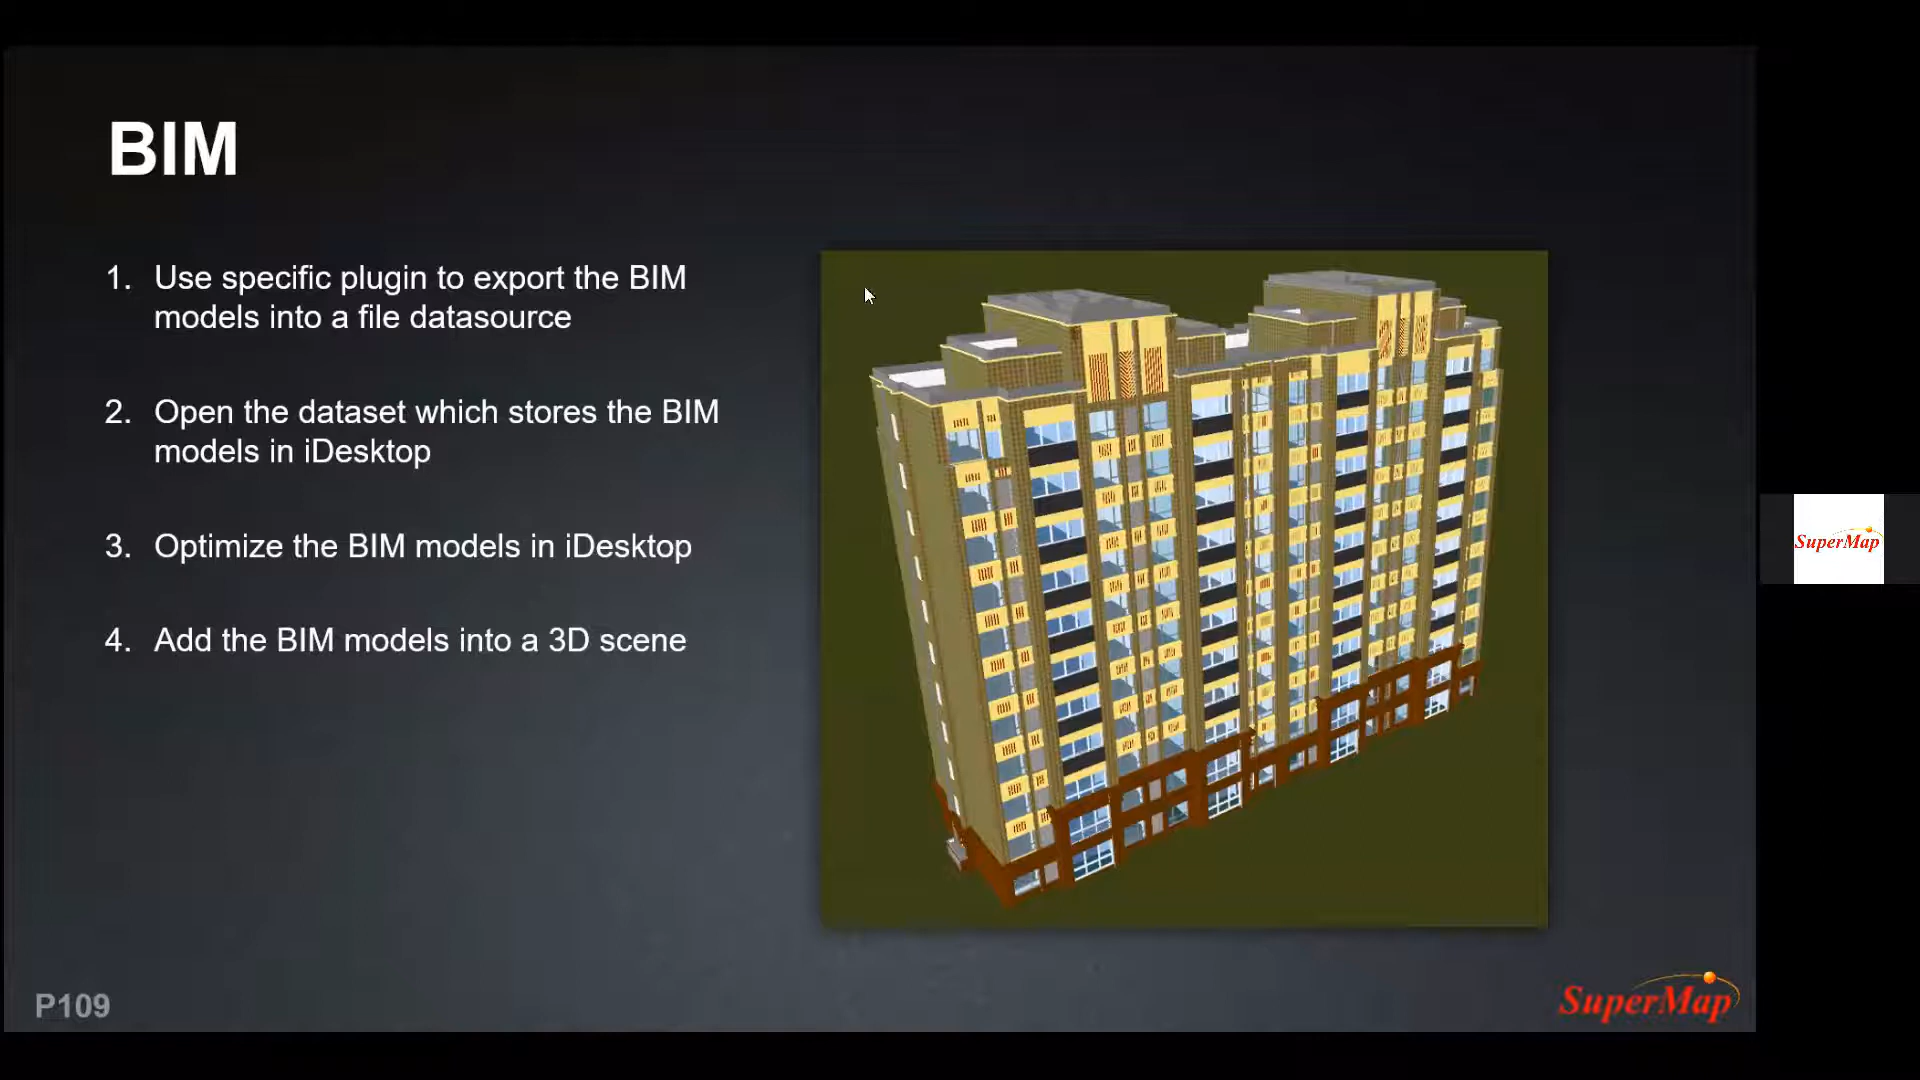 BIM
1. Use specific plugin to export the BIM
models into a file datasource
2. Open the dataset which stores the BIM
models in iDesktop
3. Optimize the BIM models in iDesktop
4. Add the BIM models into a 3D scene
SuperMap
P109
SuperMap